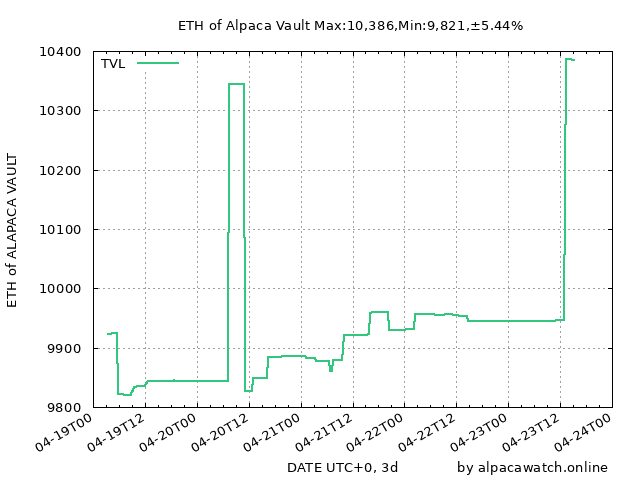 ETH of Alpaca Vault Max:10,386,Min:9,821,±5.44%
TVL
10400
10300
10200
10100
10000
9900
9800
ETH of ALAPACA VAULT
04-19T00
04-19T12
04-20T00
04-20T12
04-21T00
04-21T12
04-22T00
04-22T12
04-23T00
04-23T12
04-24T00
DATE UTC+0, 3d
by alpacawatch.online